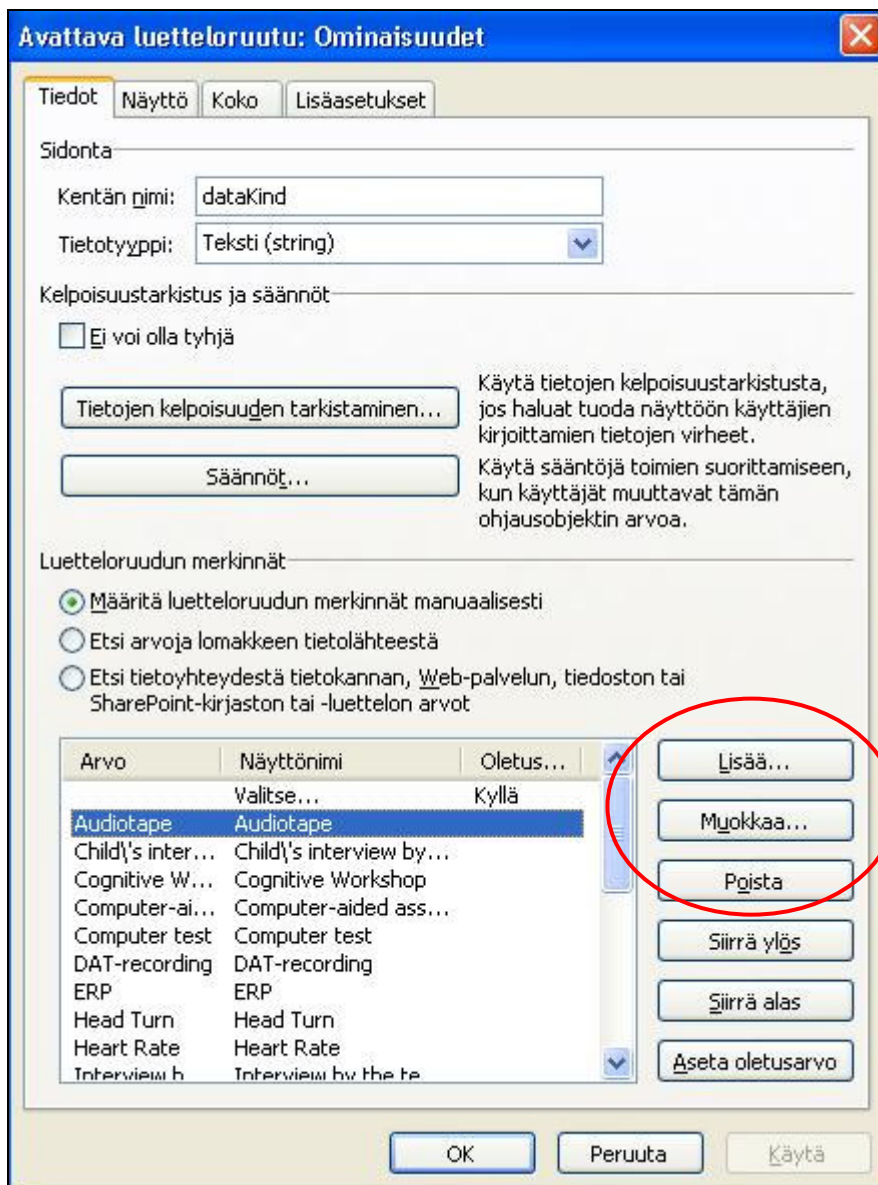 Avattava luetteloruutu: Ominaisuudet
Tiedot Näyttö Koko Lisäasetukset
Sidonta
Kentän nimi: dataKind
Tietotyyppi: Teksti (string)
Kelpoisuustarkistus ja säännöt
Ei voi olla tyhjä
Tietojen kelpoisuuden tarkistaminen...
Käytä tietojen kelpoisuustarkistusta,
jos haluat tuoda näyttöön käyttäjien
kirjoittamien tietojen virheet.
Säännöt...
Käytä sääntöjä toimien suorittamiseen,
kun käyttäjät muuttavat tämän
ohjausobjektin arvoa.
Luetteloruudun merkinnät
Määritä luetteloruudun merkinnät manuaalisesti
Etsi arvoja lomakkeen tietolähteestä
Etsi tietoyhteydestä tietokannan, Web-palvelun, tiedoston tai
SharePoint-kirjaston tai -luettelon arvot
Arvo Näyttönimi Oletus...
Valitse... Kyllä
Audiotape Audiotape
Child\'s inter... Child\'s interview by...
Cognitive W... Cognitive Workshop
Computer-ai... Computer-aided ass...
Computer test Computer test
DAT-recording DAT-recording
ERP ERP
Head Turn Head Turn
Heart Rate Heart Rate
Interview b Interview by the te
Lisää...
Muokkaa...
Poista
Siirrä ylös
Siirrä alas
Aseta oletusarvo
OK Peruuta Käytä